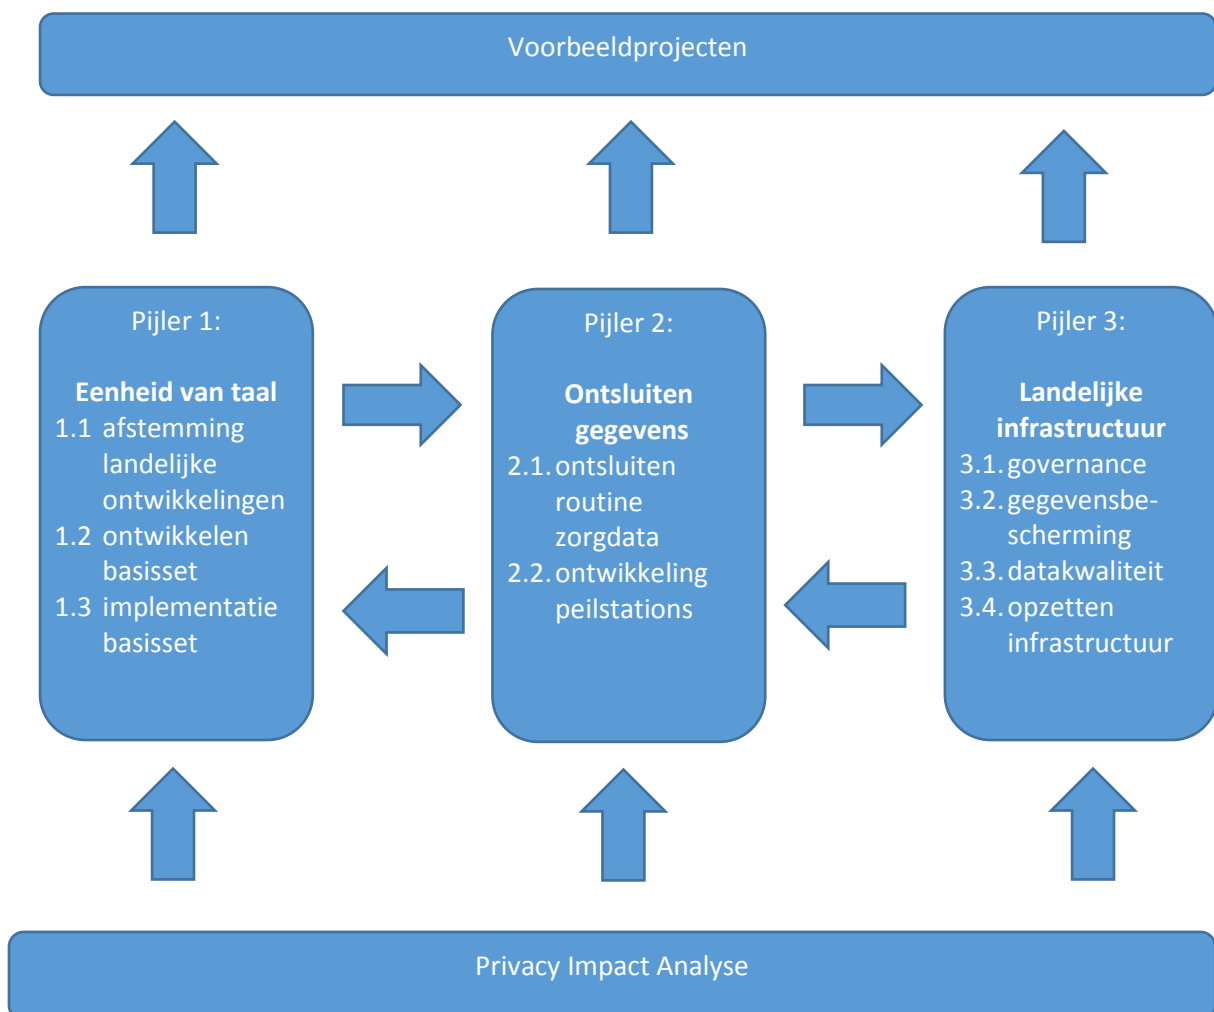 Voorbeeldprojecten
Pijler 1:
Eenheid van taal
1.1 afstemming
landelijke
ontwikkelingen
1.2 ontwikkelen
basisset
1.3 implementatie
basisset
Pijler 2:
Ontsluiten
gegevens
2.1. ontsluiten
routine
zorgdata
2.2. ontwikkeling
peilstations
Pijler 3:
Landelijke
infrastructuur
3.1. governance
3.2. gegevensbe-
scherming
3.3. datakwaliteit
3.4. opzetten
infrastructuur
Privacy Impact Analyse